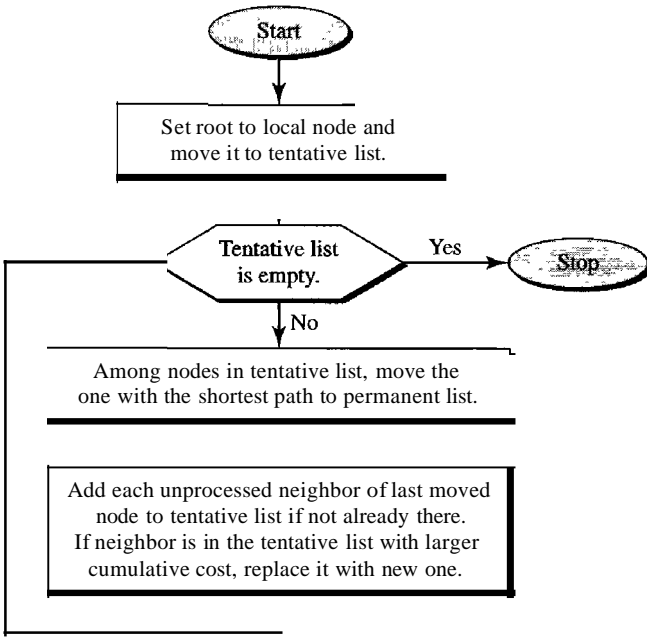 Start
Set root to local node and
move it to tentative list.
Tentative list
is empty.
Yes
Stop
No
Among nodes in tentative list, move the
one with the shortest path to permanent list.
Add each unprocessed neighbor of last moved
node to tentative list if not already there.
If neighbor is in the tentative list with larger
cumulative cost, replace it with new one.